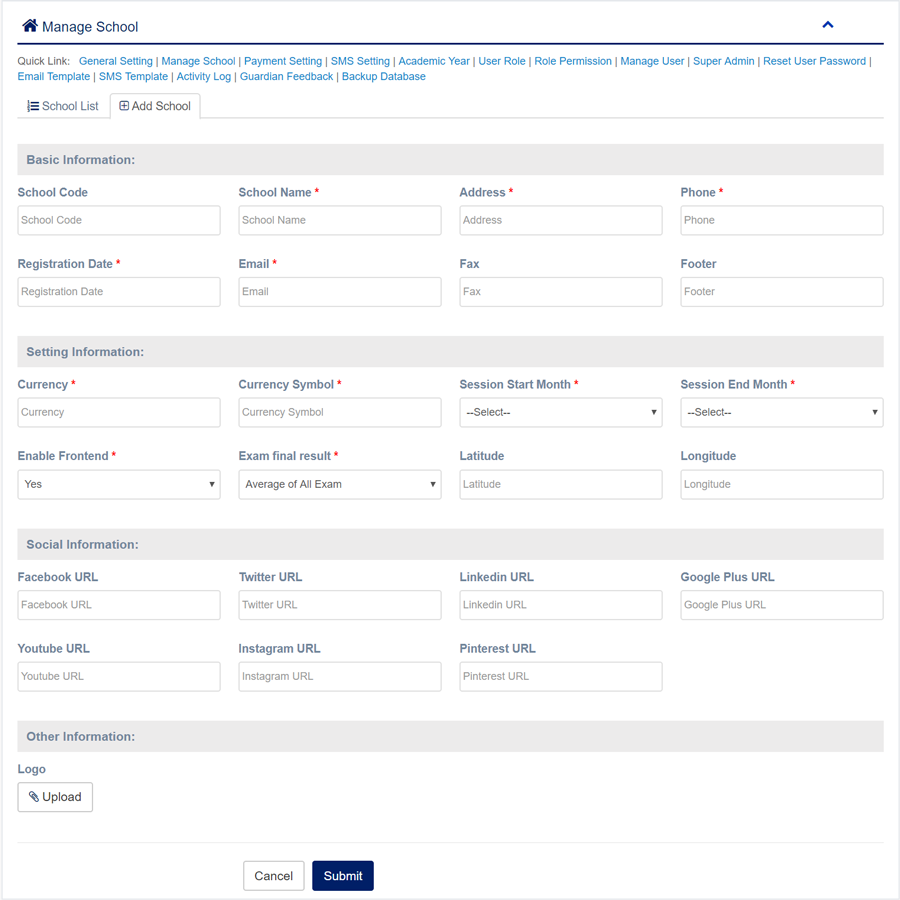 Manage School
Quick Link: General Setting | Manage School | Payment Setting | SMS Setting | Academic Year | User Role | Role Permission | Manage User | Super Admin | Reset User Password |
Email Template | SMS Template | Activity Log | Guardian Feedback | Backup Database
School List Add School
Basic Information:
School Code School Name * Address * Phone *
School Code School Name Address Phone
Registration Date * Email * Fax Footer
Registration Date Email Fax Footer
Setting Information:
Currency * Currency Symbol * Session Start Month * Session End Month *
Currency Currency Symbol --Select-- --Select--
Enable Frontend * Exam final result * Latitude Longitude
Yes Average of All Exam Latitude Longitude
Social Information:
Facebook URL Twitter URL Linkedin URL Google Plus URL
Facebook URL Twitter URL Linkedin URL Google Plus URL
Youtube URL Instagram URL Pinterest URL
Youtube URL Instagram URL Pinterest URL
Other Information:
Logo
Upload
Cancel Submit